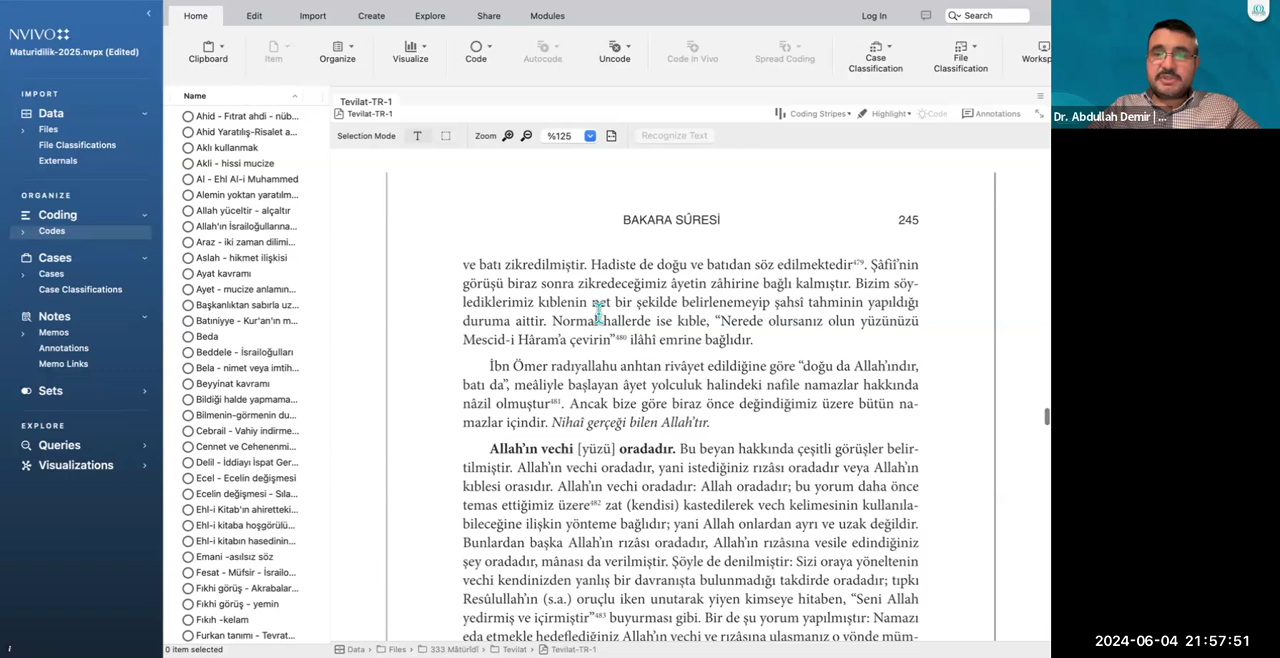 NVIVO
Maturidilik-2025.nvpx (Edited)
IMPORT
Data
Files
File Classifications
Externals
ORGANIZE
Coding
Codes
Cases
Cases
Case Classifications
Notes
Memos
Annotations
Memo Links
Sets
EXPLORE
Queries
Visualizations
Home Edit Import Create Explore Share Modules Log In Search
Clipboard Item Organize Visualize Code Autocode Uncode Code In Vivo Spread Coding Case Classification File Classification Worksp
Name
Ahid - Fıtrat ahdi - nüb...
Ahid Yaratılış-Risalet a...
Aklı kullanmak
Akli - hissi mucize
Al - Ehl Al-i Muhammed
Alemin yoktan yaratılm...
Allah yüceltir - alçaltır
Allah'ın İsrailoğullarına...
Araz - iki zaman dilimi...
Aslah - hikmet ilişkisi
Ayat kavramı
Ayet - mucize anlamın...
Başkanlıktan sabırla uz...
Batıniyye - Kur'an'ın m...
Beda
Beddele - İsrailoğulları
Bela - nimet veya imtih...
Beyyinat kavramı
Bildiği halde yapmama...
Bilmenin-görmenin du...
Cebrail - Vahiy indirme...
Cennet ve Cehenenmi...
Delil - İddiayı İspat Ger...
Ecel - Ecelin değişmesi
Ecelin değişmesi - Sıla...
Ehl-i Kitab'ın ahiretteki...
Ehl-i kitaba hoşgörülü...
Ehl-i kitabın hasedinin...
Emani -asılsız söz
Fesat - Müfsir - İsrailo...
Fıkhi görüş - Akrabalar...
Fıkhi görüş - yemin
Fıkıh -kelam
Furkan tanımı - Tevrat...
0 item selected
Tevilat-TR-1
Tevilat-TR-1 Coding Stripes Highlight Code Annotations
Selection Mode T Zoom %125 Recognize Text
BAKARA SÛRESİ 245
ve batı zikredilmiştir. Hadiste de doğu ve batıdan söz edilmektedir⁴⁷⁹. Şâfiî'nin
görüşü biraz sonra zikredeceğimiz âyetin zâhirine bağlı kalmıştır. Bizim söy-
lediklerimiz kıblenin net bir şekilde belirlenemeyip şahsî tahminin yapıldığı
duruma aittir. Normal hallerde ise kıble, “Nerede olursanız olun yüzünüzü
Mescid-i Hâram'a çevirin”⁴⁸⁰ ilâhî emrine bağlıdır.
İbn Ömer radıyallahu anhtan rivâyet edildiğine göre “doğu da Allah'ındır,
batı da”, meâliyle başlayan âyet yolculuk halindeki nafile namazlar hakkında
nâzil olmuştur⁴⁸¹. Ancak bize göre biraz önce değindiğimiz üzere bütün na-
mazlar içindir. Nihaî gerçeği bilen Allah'tır.
Allah'ın vechi [yüzü] oradadır. Bu beyan hakkında çeşitli görüşler belir-
tilmiştir. Allah'ın vechi oradadır, yani istediğiniz rızâsı oradadır veya Allah'ın
kıblesi orasıdır. Allah'ın vechi oradadır: Allah oradadır; bu yorum daha önce
temas ettiğimiz üzere⁴⁸² zat (kendisi) kastedilerek vech kelimesinin kullanıla-
bileceğine ilişkin yönteme bağlıdır; yani Allah onlardan ayrı ve uzak değildir.
Bunlardan başka Allah'ın rızâsı oradadır, Allah'ın rızâsına vesile edindiğiniz
şey oradadır, mânası da verilmiştir. Şöyle de denilmiştir: Sizi oraya yöneltenin
vechi kendinizden yanlış bir davranışta bulunmadığı takdirde oradadır; tıpkı
Resûlullah'ın (s.a.) oruçlu iken unutarak yiyen kimseye hitaben, “Seni Allah
yedirmiş ve içirmiştir”⁴⁸³ buyurması gibi. Bir de şu yorum yapılmıştır: Namazı
eda etmekle hedeflediğiniz Allah'ın vechi ve rızâsına ulaşmanız o yönde müm-
Data > Files > 333 Mâtürîdî > Tevilat > Tevilat-TR-1
Dr. Abdullah Demir | ...
2024-06-04 21:57:51